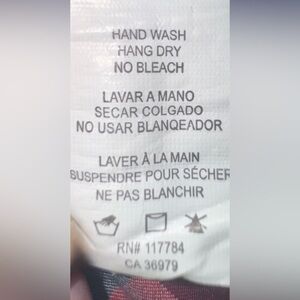 HAND WASH
HANG DRY
NO BLEACH
LAVAR A MANO
SECAR COLGADO
NO USAR BLANQEADOR
LAVER À LA MAIN
SUSPENDRE POUR SÉCHER
NE PAS BLANCHIR
RN# 117784
CA 36979